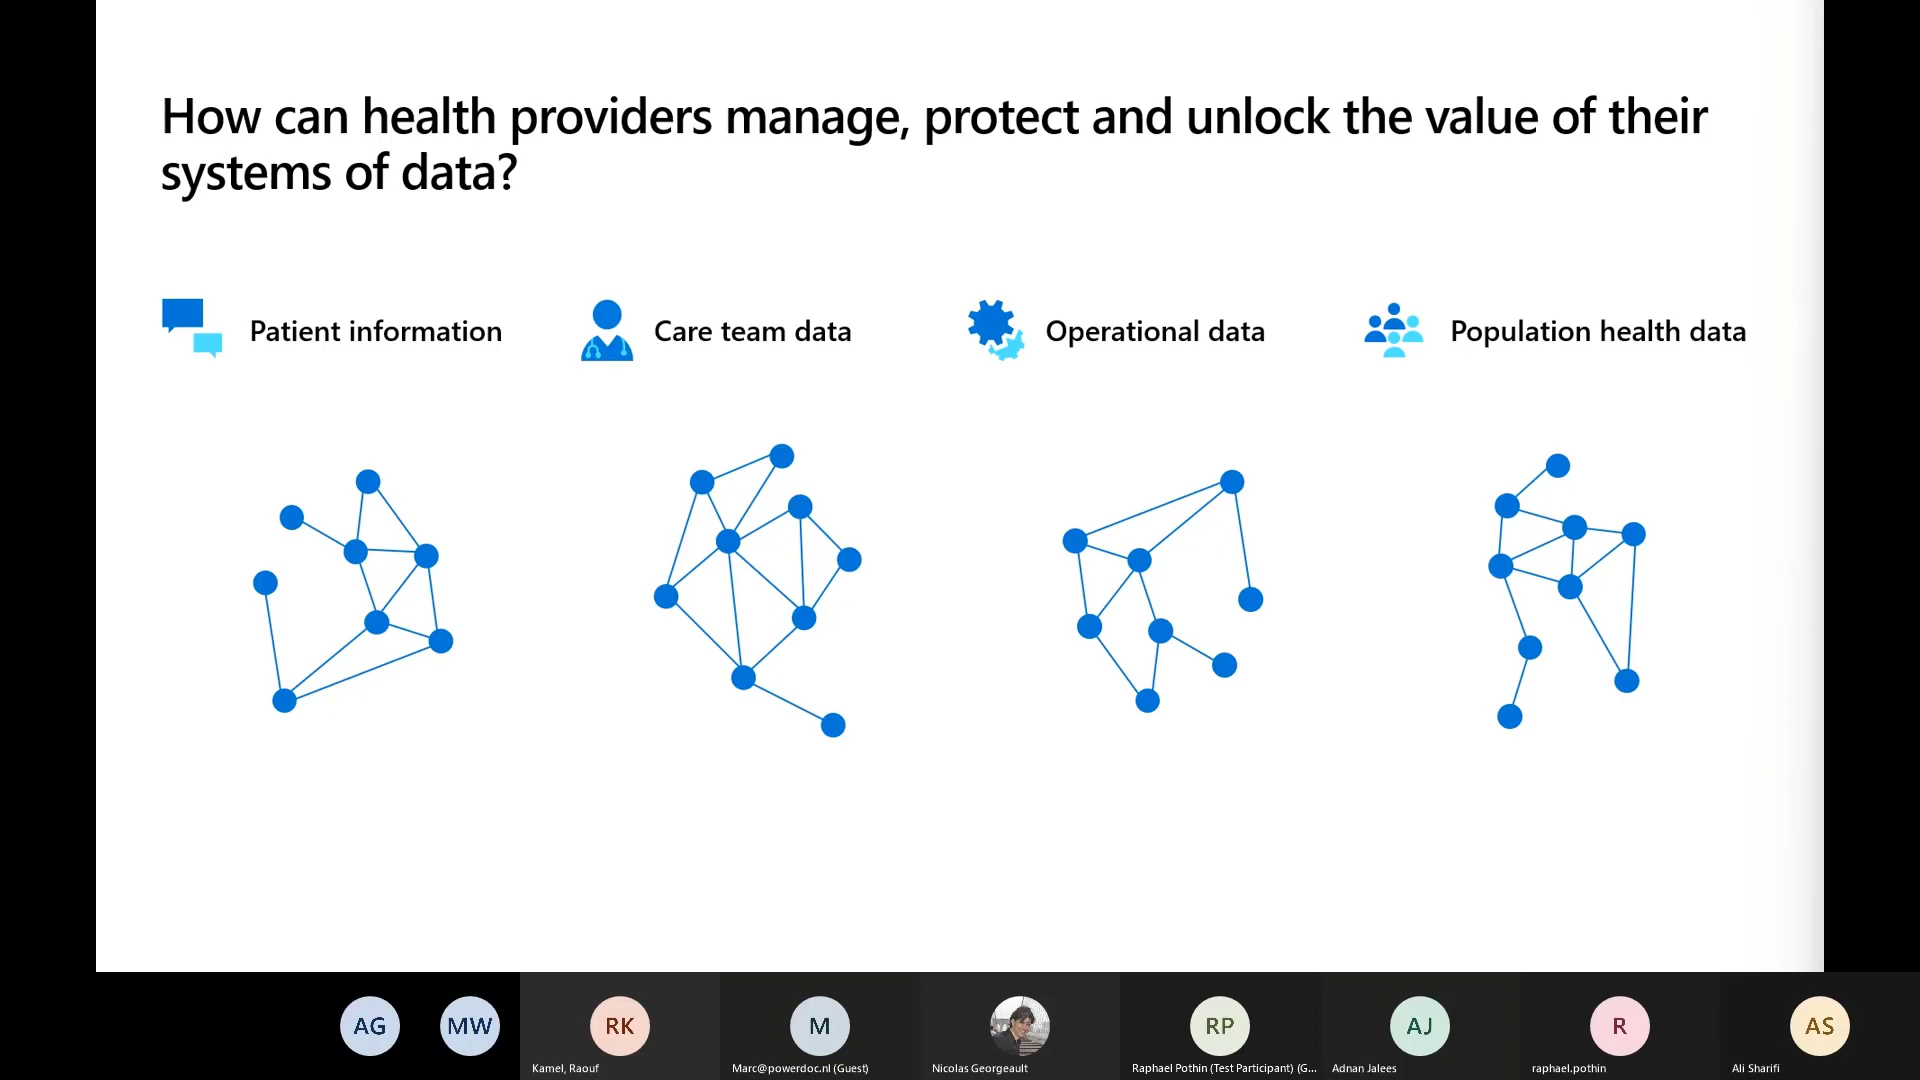 How can health providers manage, protect and unlock the value of their
systems of data?
Patient information
Care team data
Operational data
Population health data
AG
MW
RK
M
RP
AJ
R
AS
Kamel, Raouf
Marc@powerdoc.nl (Guest)
Nicolas Georgeault
Raphael Pothin (Test Participant) (G...
Adnan Jalees
raphael.pothin
Ali Sharifi